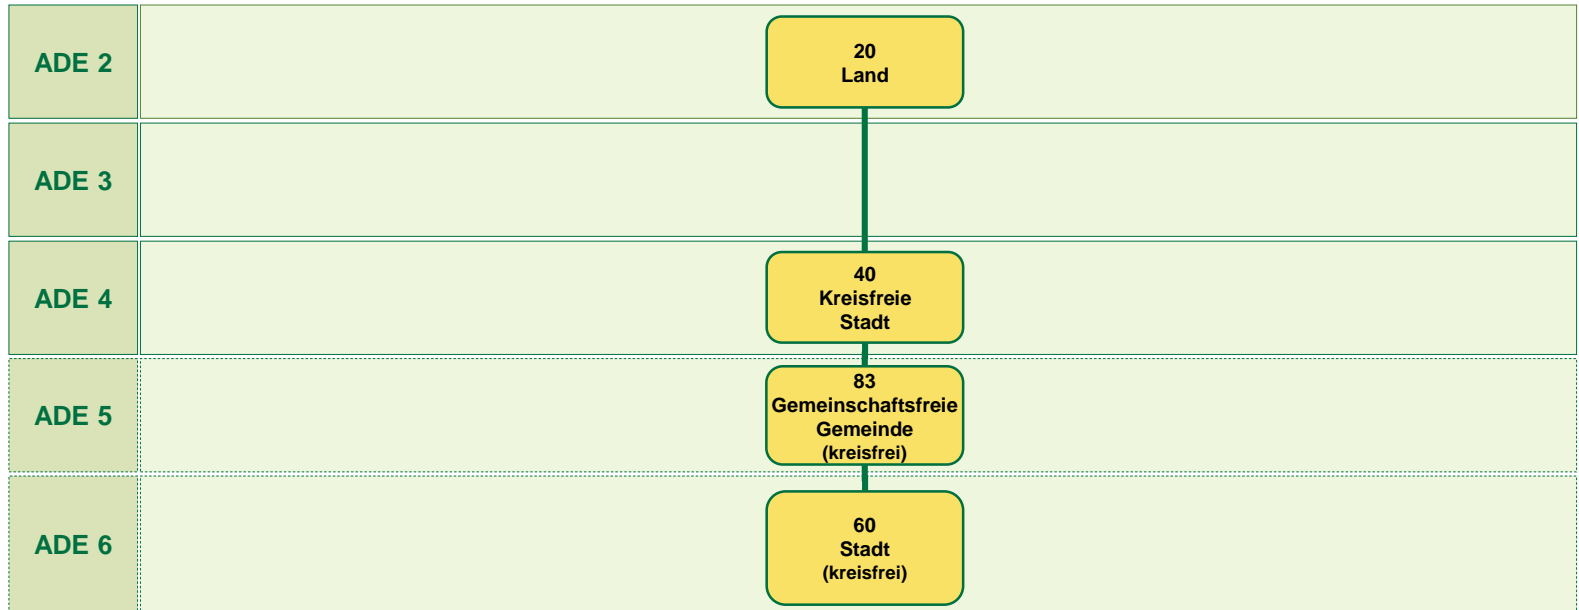 ADE 2
20
Land
ADE 3
ADE 4
40
Kreisfreie
Stadt
ADE 5
83
Gemeinschaftsfreie
Gemeinde
(kreisfrei)
ADE 6
60
Stadt
(kreisfrei)